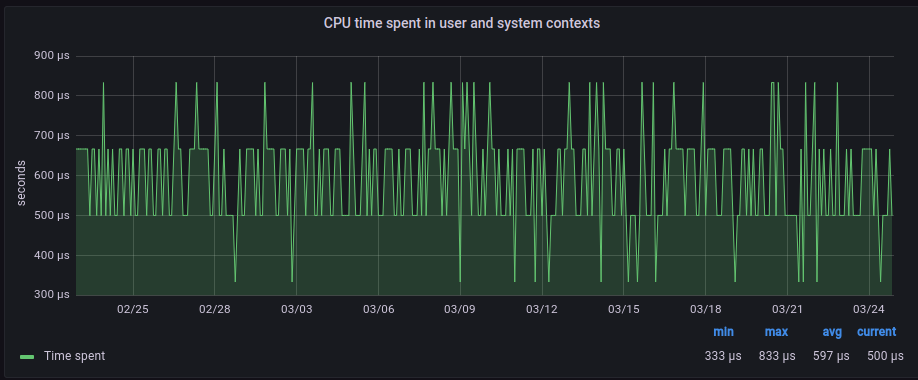 CPU time spent in user and system contexts
seconds
900 µs
800 µs
700 µs
600 µs
500 µs
400 µs
300 µs
02/25 02/28 03/03 03/06 03/09 03/12 03/15 03/18 03/21 03/24
min max avg current
Time spent 333 µs 833 µs 597 µs 500 µs